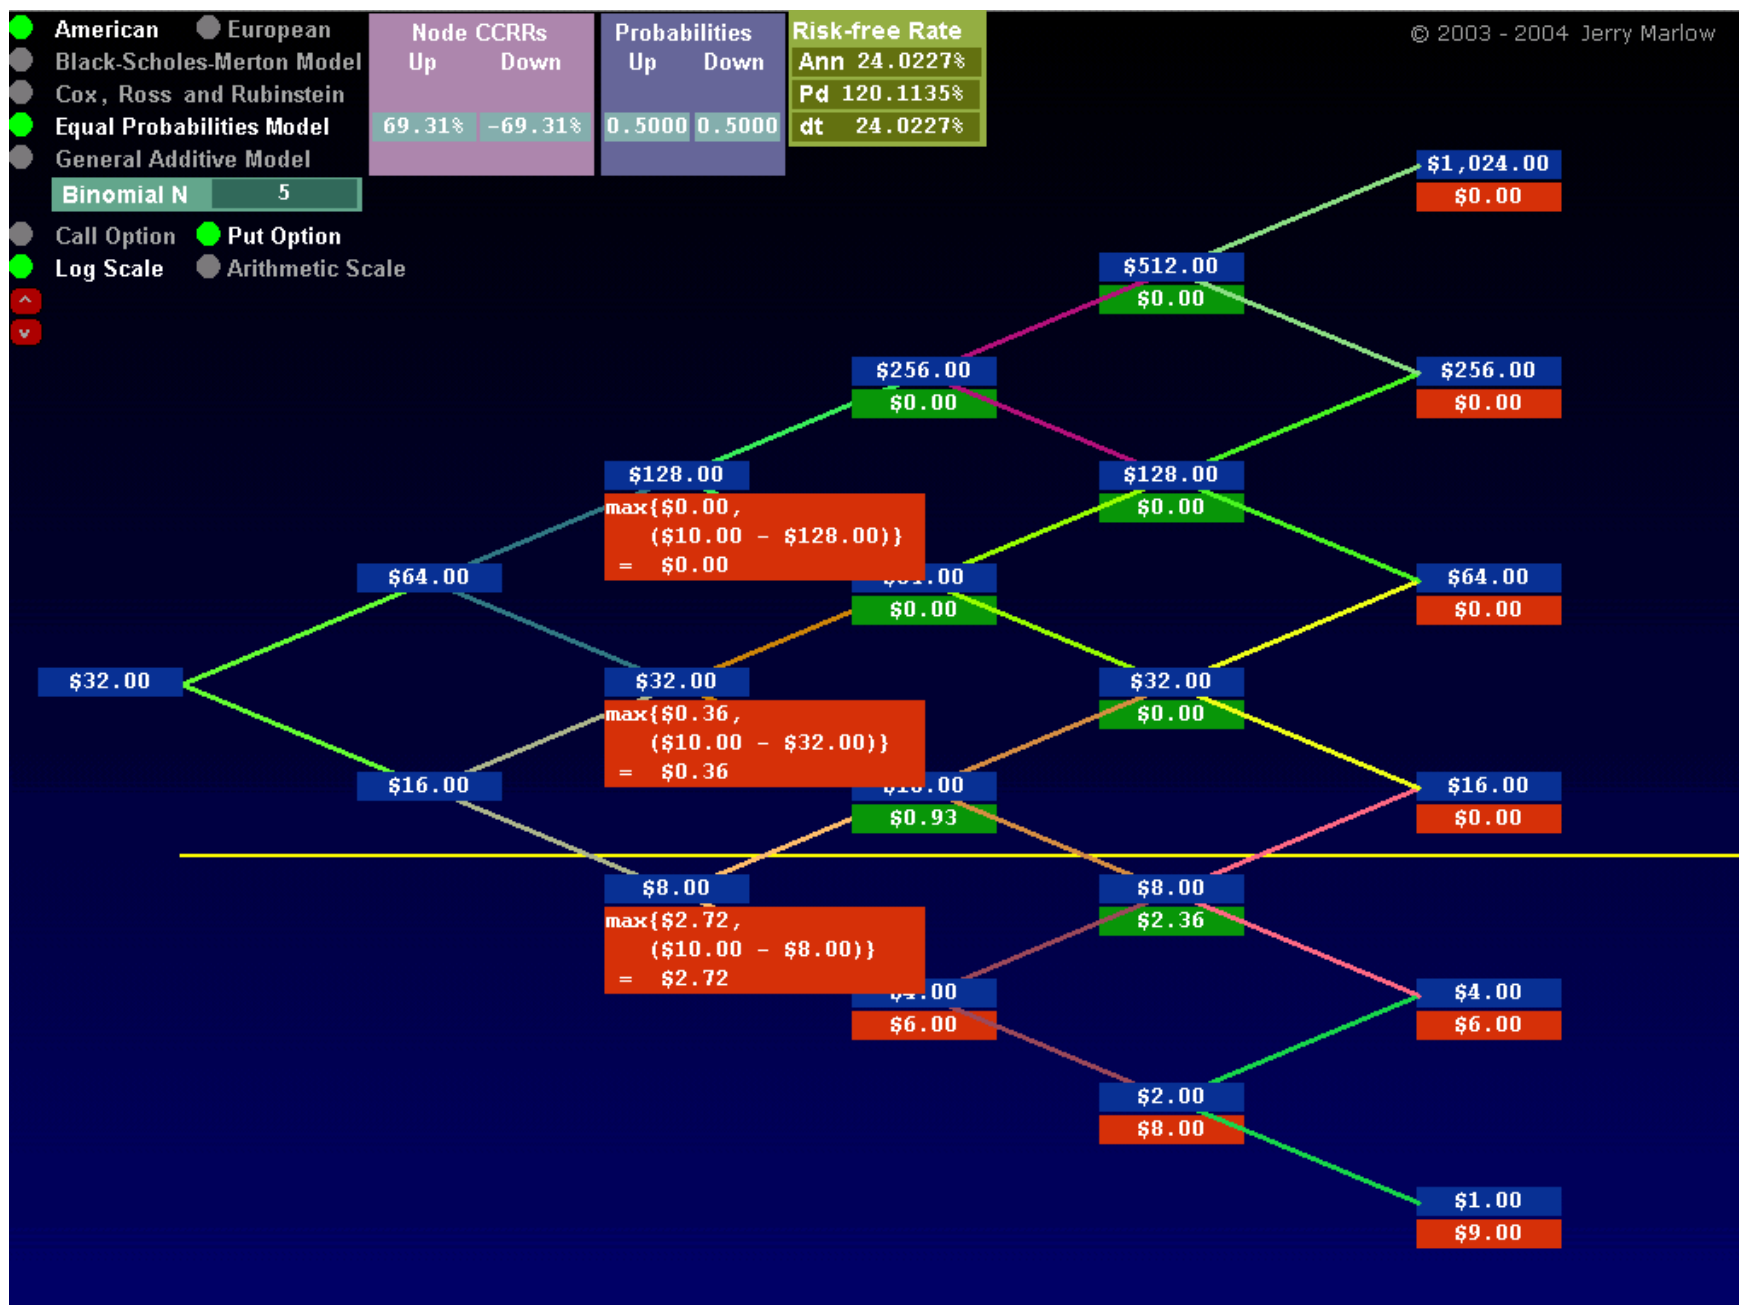 American European
Black-Scholes-Merton Model
Cox, Ross and Rubinstein
Equal Probabilities Model
General Additive Model
Binomial N 5
Call Option Put Option
Log Scale Arithmetic Scale
Node CCRRs
Up Down
69.31% -69.31%
Probabilities
Up Down
0.5000 0.5000
Risk-free Rate
Ann 24.0227%
Pd 120.1135%
dt 24.0227%
© 2003 - 2004 Jerry Marlow
$32.00
$64.00
$16.00
$128.00
max{$0.00,
($10.00 - $128.00)}
= $0.00
$32.00
max{$0.36,
($10.00 - $32.00)}
= $0.36
$8.00
max{$2.72,
($10.00 - $8.00)}
= $2.72
$256.00
$0.00
$0.00
$0.93
$6.00
$512.00
$0.00
$128.00
$0.00
$32.00
$0.00
$8.00
$2.36
$2.00
$8.00
$1,024.00
$0.00
$256.00
$0.00
$64.00
$0.00
$16.00
$0.00
$4.00
$6.00
$1.00
$9.00